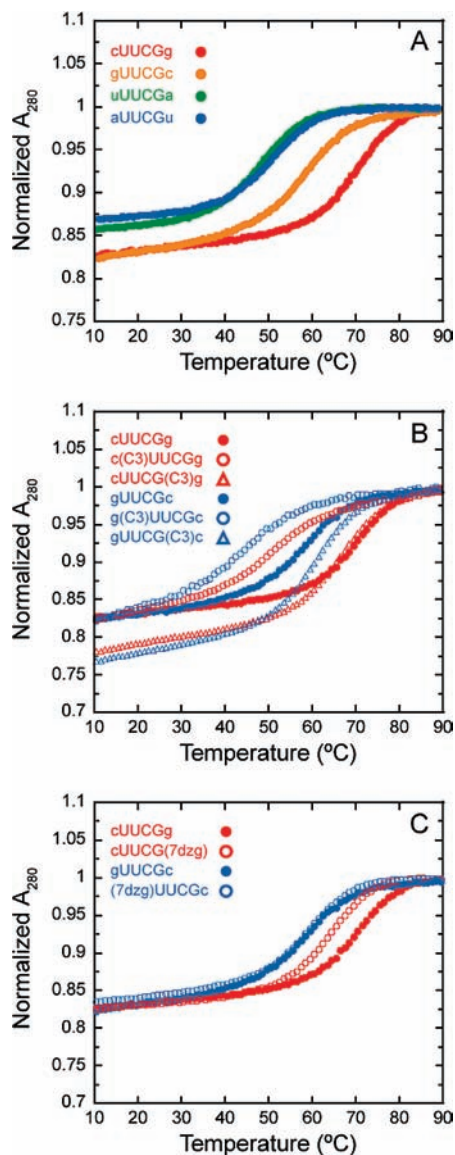 A
cUUCGg
gUUCGc
uUUCGa
aUUCGu
1.1
1.05
1
0.95
0.9
0.85
0.8
0.75
Normalized A280
10 20 30 40 50 60 70 80 90
Temperature (ºC)
B
cUUCGg
c(C3)UUCGg
cUUCG(C3)g
gUUCGc
g(C3)UUCGc
gUUCG(C3)c
1.1
1.05
1
0.95
0.9
0.85
0.8
0.75
0.7
Normalized A280
10 20 30 40 50 60 70 80 90
Temperature (ºC)
C
cUUCGg
cUUCG(7dzg)
gUUCGc
(7dzg)UUCGc
1.1
1.05
1
0.95
0.9
0.85
0.8
0.75
0.7
Normalized A280
10 20 30 40 50 60 70 80 90
Temperature (ºC)